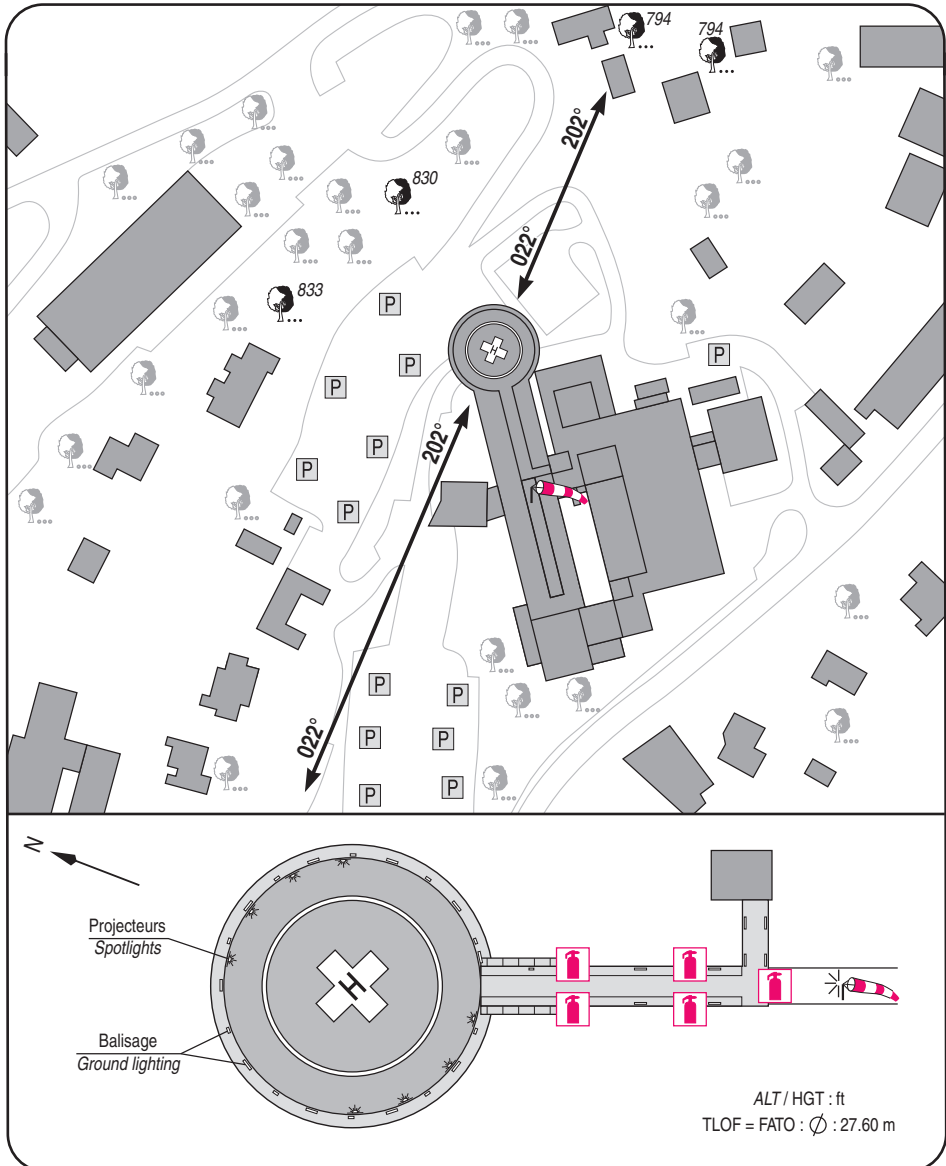 794
794
202°
830
022°
833
P
P
P
P
H
202°
P
P
P
P
P
022°
P
P
P
P
P
N
Projecteurs
Spotlights
H
Balisage
Ground lighting
ALT / HGT : ft
TLOF = FATO : Ø : 27.60 m